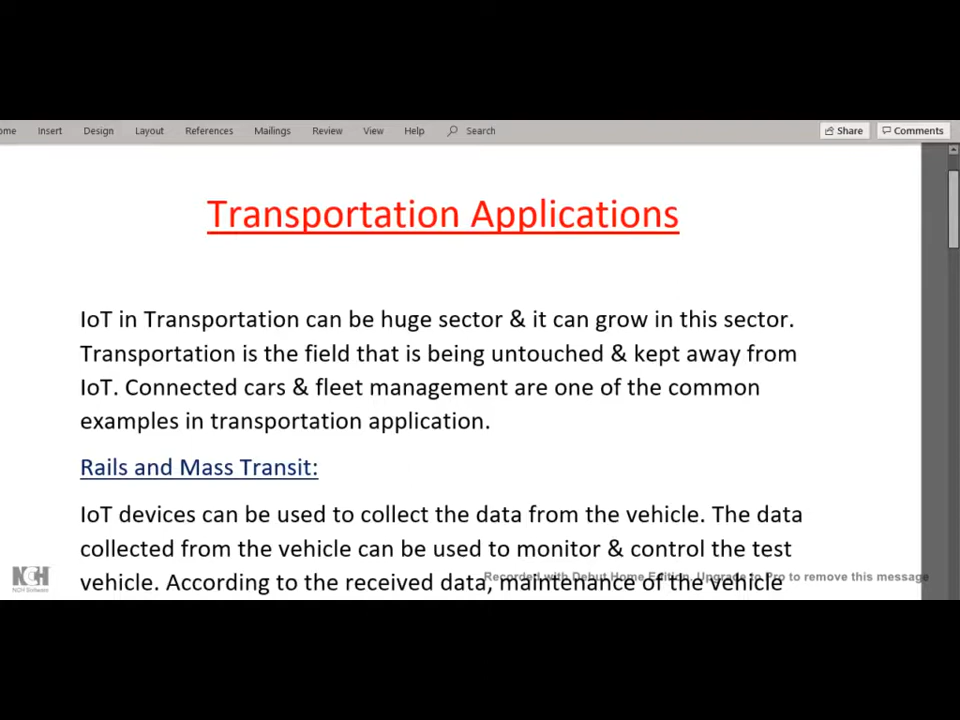 ome Insert Design Layout References Mailings Review View Help Search Share Comments
Transportation Applications
IoT in Transportation can be huge sector & it can grow in this sector.
Transportation is the field that is being untouched & kept away from
IoT. Connected cars & fleet management are one of the common
examples in transportation application.
Rails and Mass Transit:
IoT devices can be used to collect the data from the vehicle. The data
collected from the vehicle can be used to monitor & control the test
vehicle. According to the received data, maintenance of the vehicle
NCH
NCH Software
Recorded with Debut Home Edition. Upgrade to Pro to remove this message